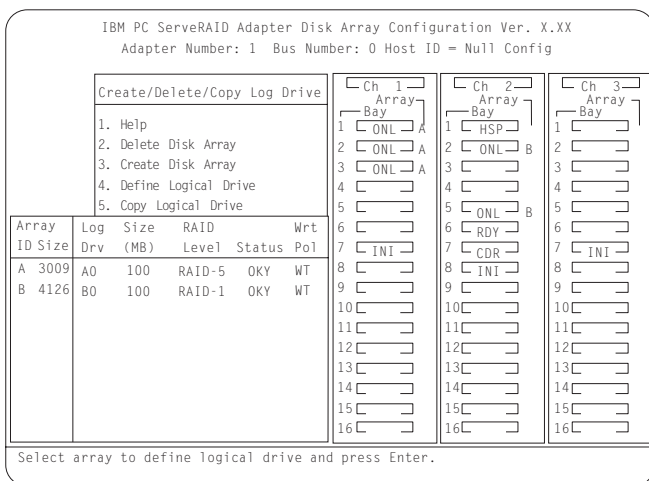 IBM PC ServeRAID Adapter Disk Array Configuration Ver. X.XX
Adapter Number: 1 Bus Number: 0 Host ID = Null Config
Create/Delete/Copy Log Drive
1. Help
2. Delete Disk Array
3. Create Disk Array
4. Define Logical Drive
5. Copy Logical Drive
Array Log Size RAID Wrt
ID Size Drv (MB) Level Status Pol
A 3009 A0 100 RAID-5 OKY WT
B 4126 B0 100 RAID-1 OKY WT
Ch 1
Array
Bay
1 ONL A
2 ONL A
3 ONL A
4
5
6
7 INI
8
9
10
11
12
13
14
15
16
Ch 2
Array
Bay
1 HSP
2 ONL B
3
4
5 ONL B
6 RDY
7 CDR
8 INI
9
10
11
12
13
14
15
16
Ch 3
Array
Bay
1
2
3
4
5
6
7 INI
8
9
10
11
12
13
14
15
16
Select array to define logical drive and press Enter.